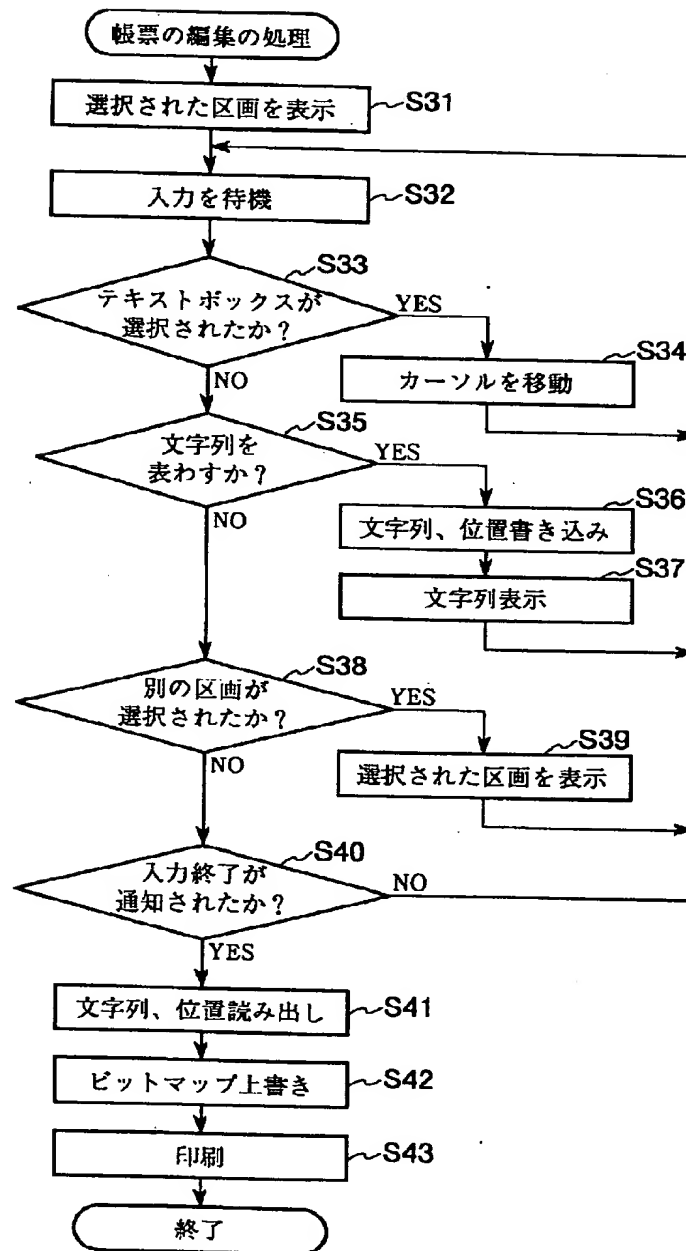 帳票の編集の処理
選択された区画を表示
S31
入力を待機
S32
テキストボックスが
選択されたか？
S33
YES
NO
カーソルを移動
S34
文字列を
表わすか？
S35
YES
NO
文字列、位置書き込み
S36
文字列表示
S37
別の区画が
選択されたか？
S38
YES
NO
選択された区画を表示
S39
入力終了が
通知されたか？
S40
NO
YES
文字列、位置読み出し
S41
ビットマップ上書き
S42
印刷
S43
終了